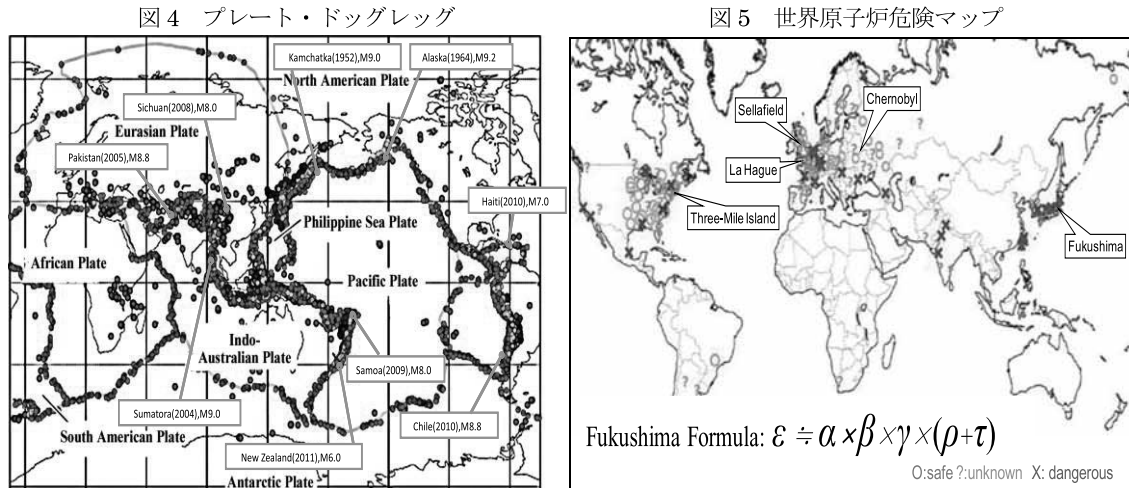 図4 プレート・ドッグレッグ
Kamchatka(1952),M9.0
Alaska(1964),M9.2
North American Plate
Sichuan(2008),M8.0
Eurasian Plate
Pakistan(2005),M8.8
Haiti(2010),M7.0
Philippine Sea Plate
African Plate
Pacific Plate
Indo-
Australian Plate
Samoa(2009),M8.0
Sumatora(2004),M9.0
Chile(2010),M8.8
South American Plate
New Zealand(2011),M6.0
Antarctic Plate
図5 世界原子炉危険マップ
Chernobyl
Sellafield
La Hague
Three-Mile Island
Fukushima
Fukushima Formula: ε≒α×β×γ×(ρ+τ)
O:safe ?:unknown X: dangerous